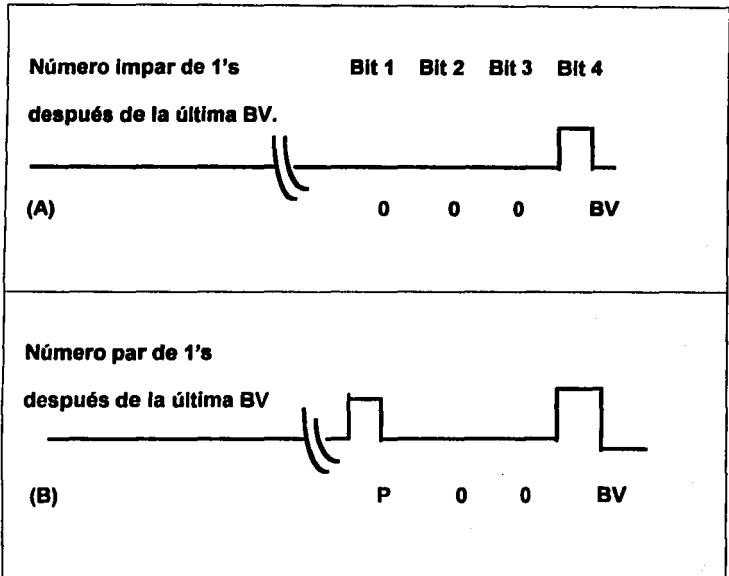 Número impar de 1's Bit 1 Bit 2 Bit 3 Bit 4
después de la última BV.
(A) 0 0 0 BV
Número par de 1's
después de la última BV
(B) P 0 0 BV